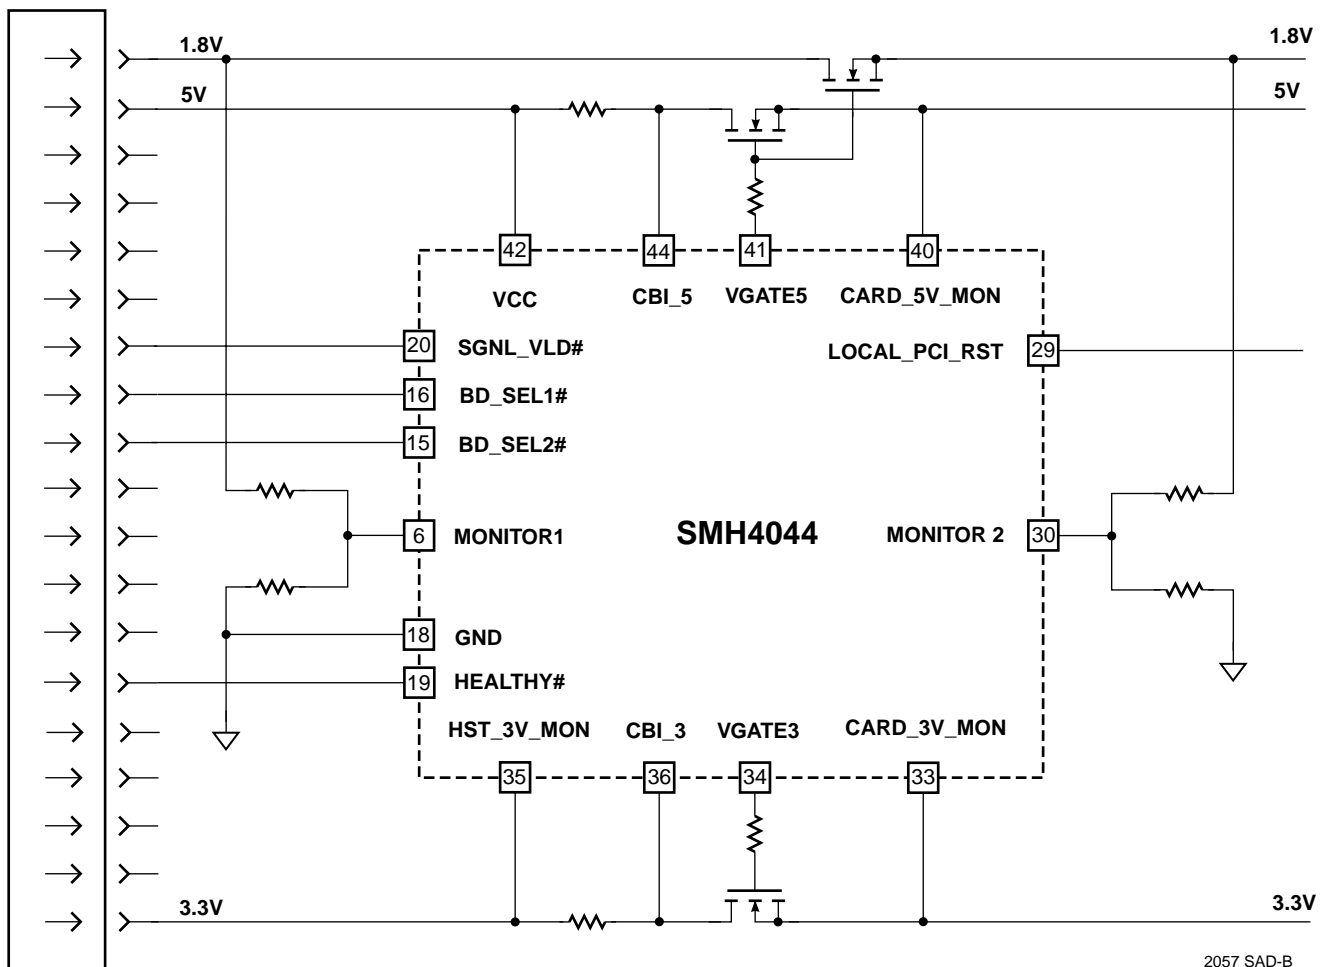 1.8V
1.8V
5V
5V
42
44
41
40
VCC
CBI_5
VGATE5
CARD_5V_MON
20
SGNL_VLD#
LOCAL_PCI_RST
29
16
BD_SEL1#
15
BD_SEL2#
6
MONITOR1
SMH4044
MONITOR 2
30
18
GND
19
HEALTHY#
HST_3V_MON
CBI_3
VGATE3
CARD_3V_MON
35
36
34
33
3.3V
3.3V
2057 SAD-B